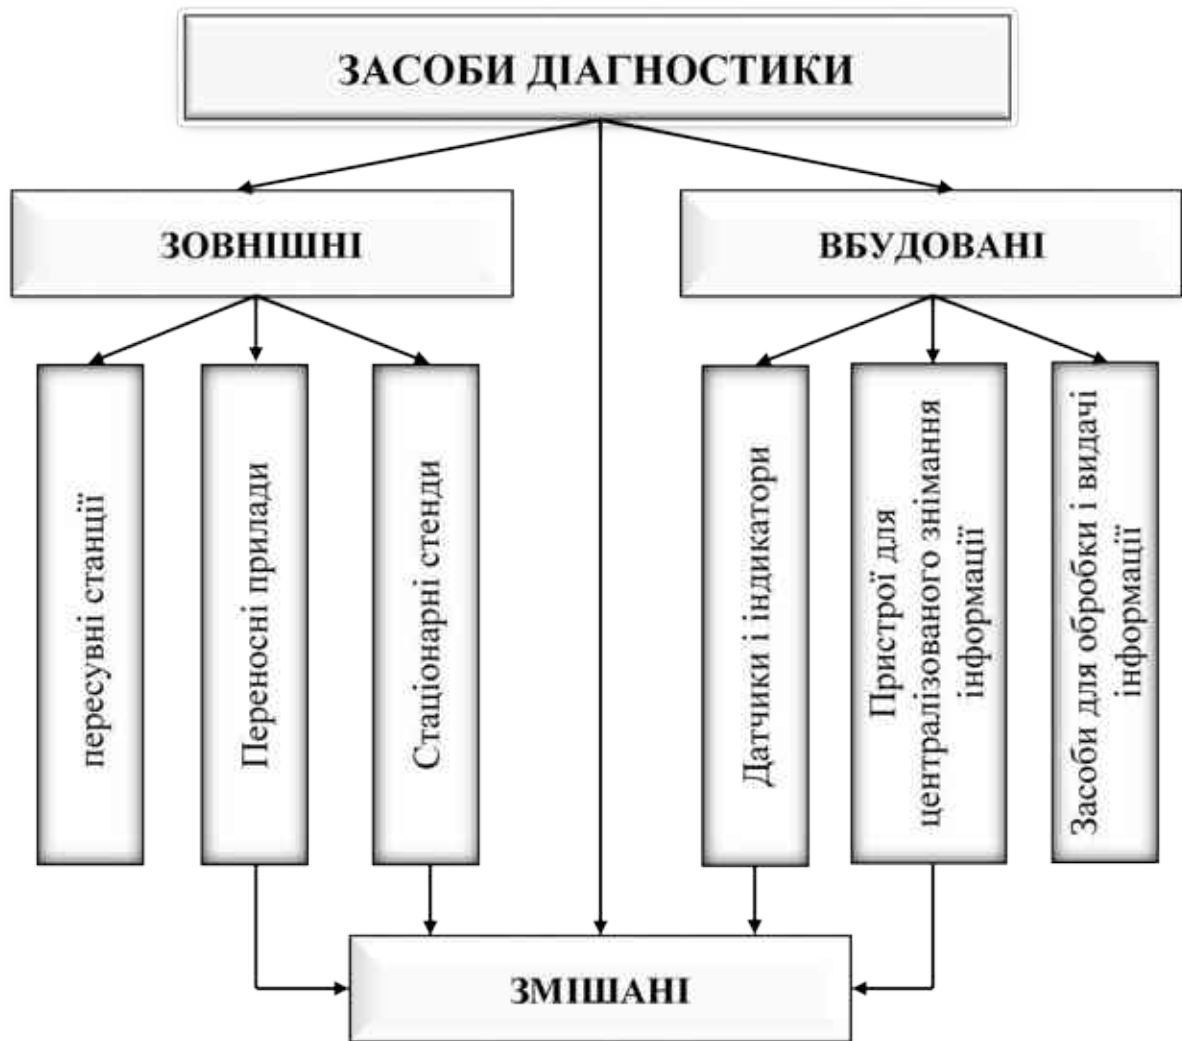 ЗАСОБИ ДІАГНОСТИКИ
ЗОВНІШНІ
ВБУДОВАНІ
пересувні станції
Переносні прилади
Стаціонарні стенди
Датчики і індикатори
Пристрої для
централізованого знімання
інформації
Засоби для обробки і видачі
інформації
ЗМІШАНІ